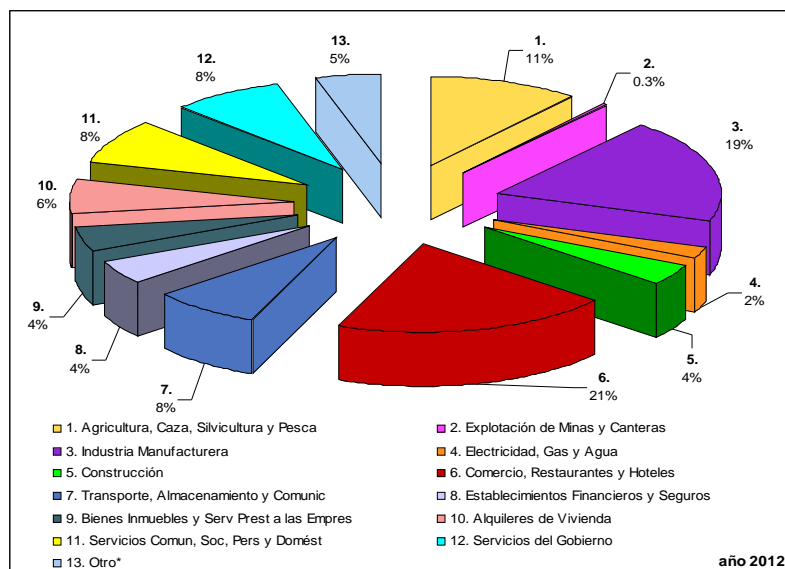 13.
5%
1.
11%
12.
8%
2.
0.3%
11.
8%
3.
19%
10.
6%
9.
4%
4.
2%
8.
4%
5.
4%
7.
8%
6.
21%
1. Agricultura, Caza, Silvicultura y Pesca
2. Explotación de Minas y Canteras
3. Industria Manufacturera
4. Electricidad, Gas y Agua
5. Construcción
6. Comercio, Restaurantes y Hoteles
7. Transporte, Almacenamiento y Comunic
8. Establecimientos Financieros y Seguros
9. Bienes Inmuebles y Serv Prest a las Empres
10. Alquileres de Vivienda
11. Servicios Comun, Soc, Pers y Domést
12. Servicios del Gobierno
13. Otro*
año 2012